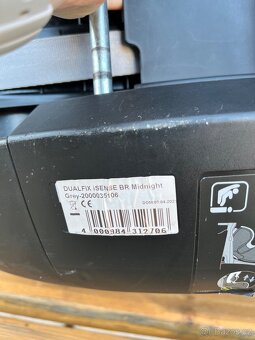 DUALFIX iSENSE BR Midnight
Grey-2000035106
CE
4 000984 312706